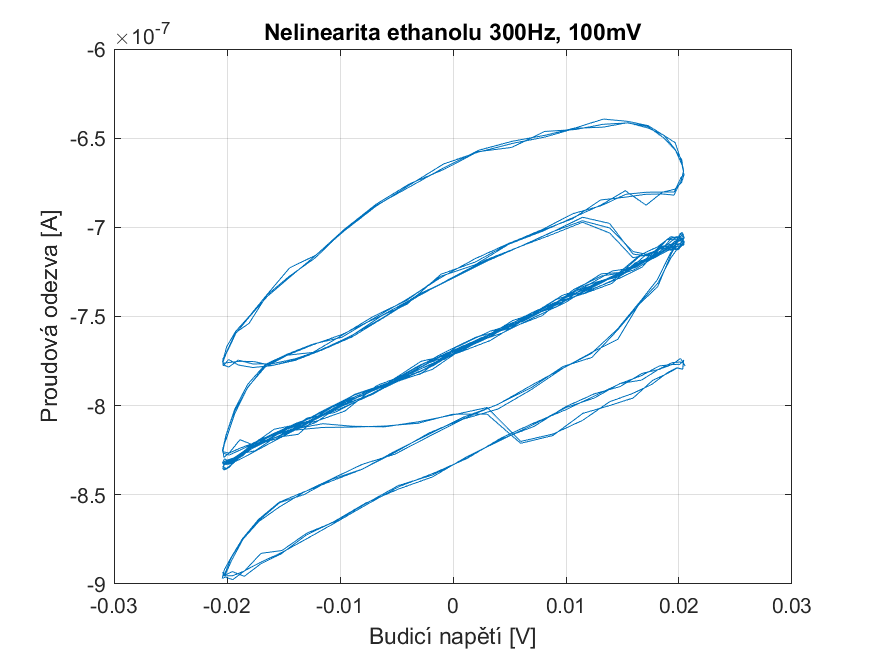 Nelinearita ethanolu 300Hz, 100mV
×10-7
-6
-6.5
-7
-7.5
-8
-8.5
-9
Proudová odezva [A]
-0.03 -0.02 -0.01 0 0.01 0.02 0.03
Budicí napětí [V]